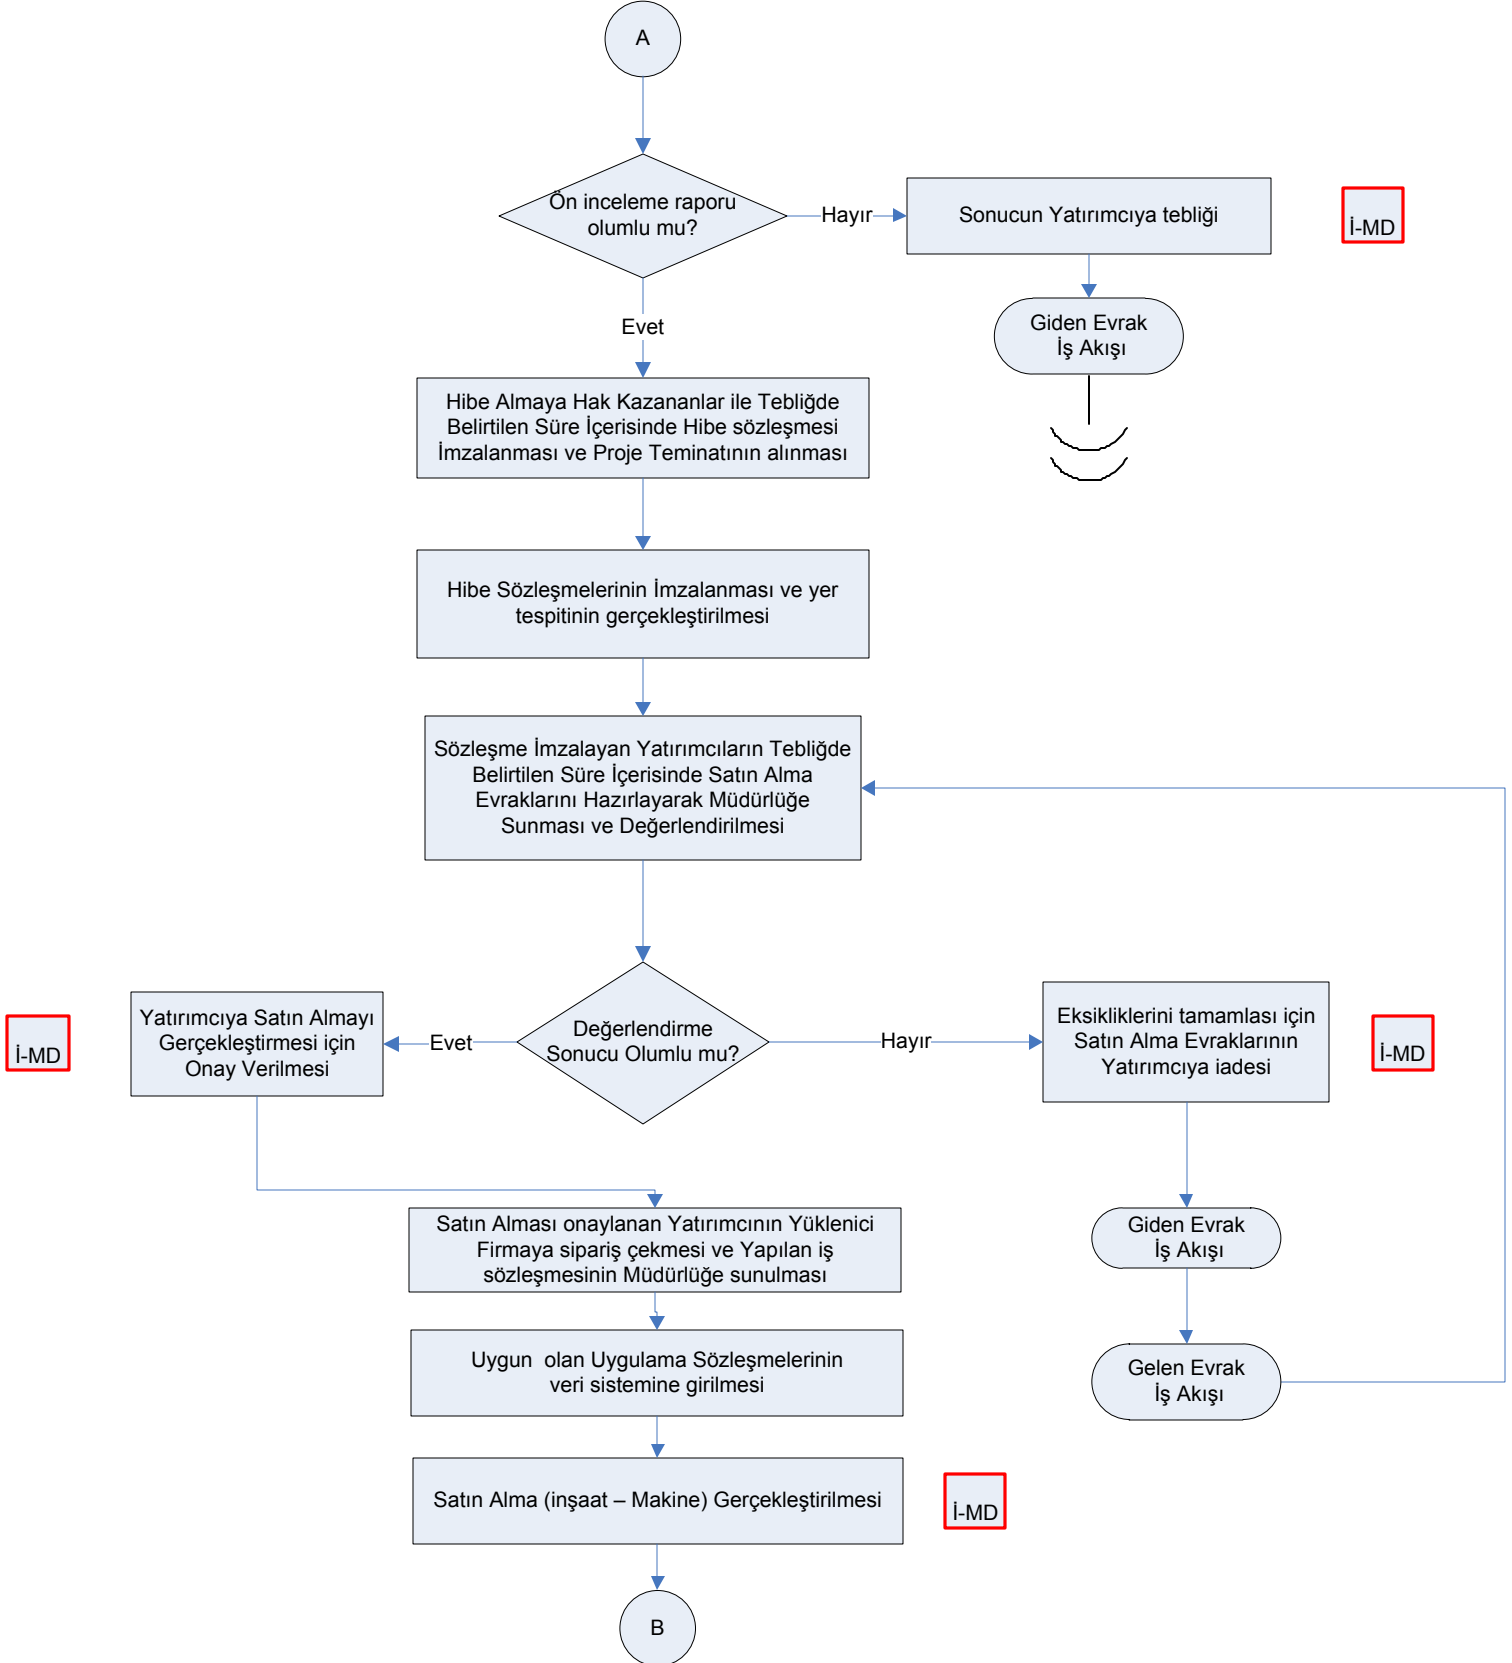 A
Ön inceleme raporu
olumlu mu?
Hayır
Sonucun Yatırımcıya tebliği
İ-MD
Giden Evrak
İş Akışı
Evet
Hibe Almaya Hak Kazananlar ile Tebliğde
Belirtilen Süre İçerisinde Hibe sözleşmesi
İmzalanması ve Proje Teminatının alınması
Hibe Sözleşmelerinin İmzalanması ve yer
tespitinin gerçekleştirilmesi
Sözleşme İmzalayan Yatırımcıların Tebliğde
Belirtilen Süre İçerisinde Satın Alma
Evraklarını Hazırlayarak Müdürlüğe
Sunması ve Değerlendirilmesi
Değerlendirme
Sonucu Olumlu mu?
Evet
Yatırımcıya Satın Almayı
Gerçekleştirmesi için
Onay Verilmesi
İ-MD
Hayır
Eksikliklerini tamamlası için
Satın Alma Evraklarının
Yatırımcıya iadesi
İ-MD
Giden Evrak
İş Akışı
Gelen Evrak
İş Akışı
Satın Alması onaylanan Yatırımcının Yüklenici
Firmaya sipariş çekmesi ve Yapılan iş
sözleşmesinin Müdürlüğe sunulması
Uygun  olan Uygulama Sözleşmelerinin
veri sistemine girilmesi
Satın Alma (inşaat – Makine) Gerçekleştirilmesi
İ-MD
B